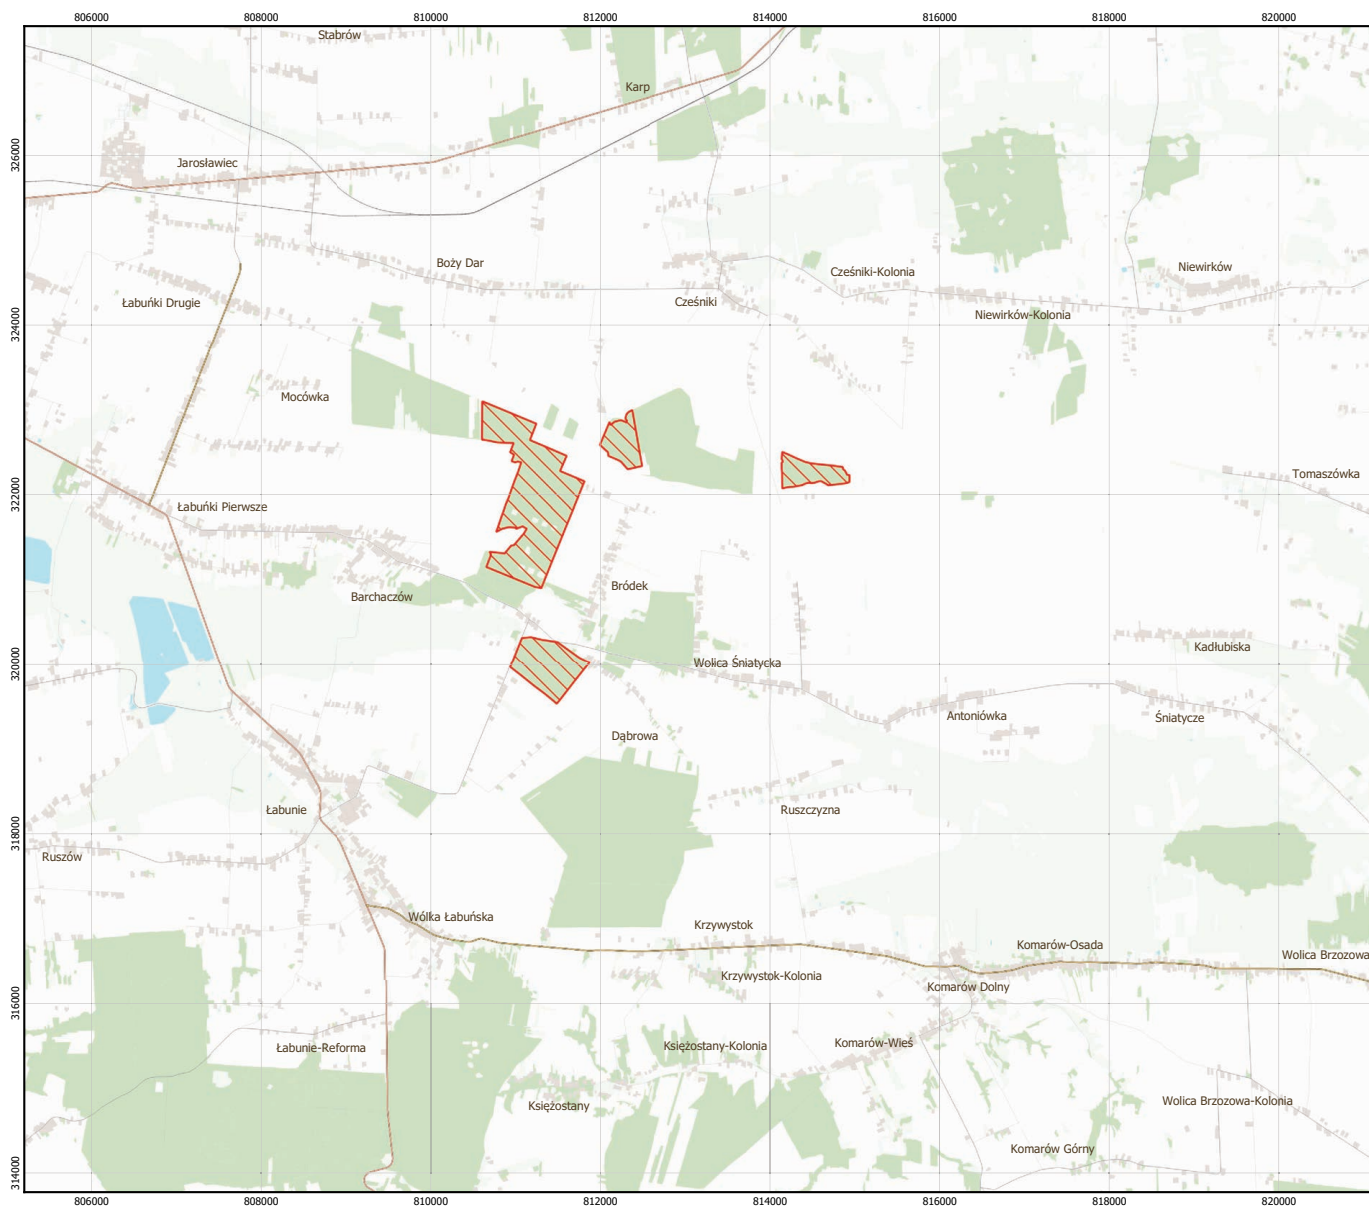 806000 808000 810000 812000 814000 816000 818000 820000
Stabrów
Karp
326000
Jarosławiec
Boży Dar
Niewirków
Cześniki-Kolonia
Łabuńki Drugie
Cześniki
Niewirków-Kolonia
324000
Mocówka
Tomaszówka
322000
Łabuńki Pierwsze
Bródek
Barchaczów
Kadłubiska
320000
Wolica Śniatycka
Antoniówka
Śniatycze
Dąbrowa
Łabunie
Ruszczyzna
318000
Ruszów
Wólka Łabuńska
Krzywystok
Komarów-Osada
Wolica Brzozowa
Krzywystok-Kolonia
Komarów Dolny
316000
Łabunie-Reforma
Księżostany-Kolonia
Komarów-Wieś
Księżostany
Wolica Brzozowa-Kolonia
Komarów Górny
314000
806000 808000 810000 812000 814000 816000 818000 820000